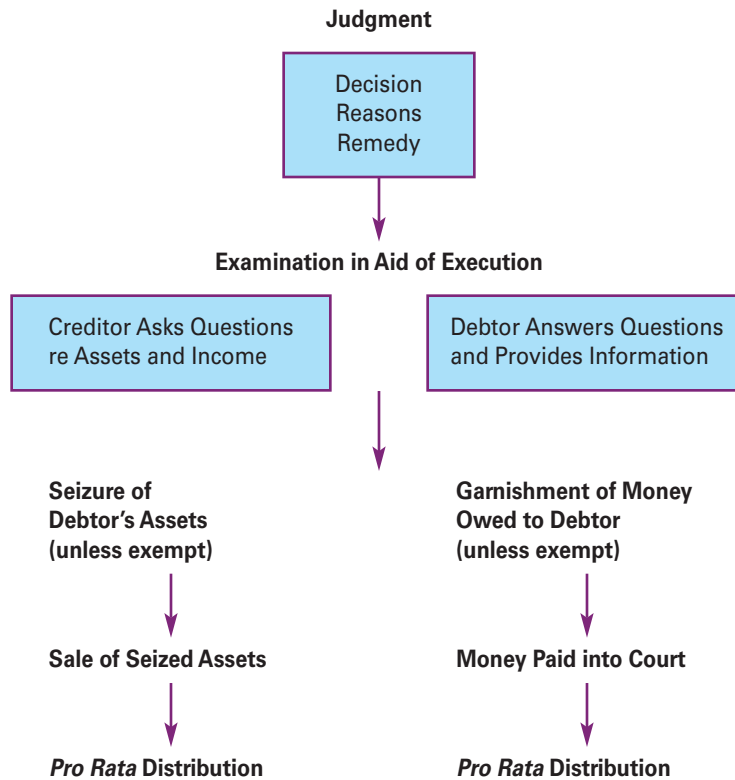 Judgment
Decision
Reasons
Remedy
Examination in Aid of Execution
Creditor Asks Questions
re Assets and Income
Debtor Answers Questions
and Provides Information
Seizure of
Debtor's Assets
(unless exempt)
Garnishment of Money
Owed to Debtor
(unless exempt)
Sale of Seized Assets
Money Paid into Court
Pro Rata Distribution
Pro Rata Distribution